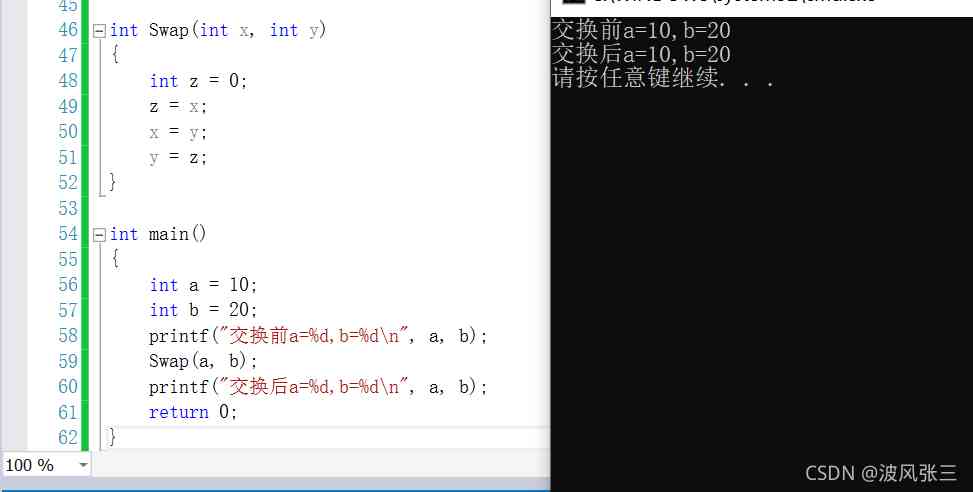 45
46 int Swap(int x, int y)
47 {
48 int z = 0;
49 z = x;
50 x = y;
51 y = z;
52 }
53
54 int main()
55 {
56 int a = 10;
57 int b = 20;
58 printf("交换前a=%d,b=%d\n", a, b);
59 Swap(a, b);
60 printf("交换后a=%d,b=%d\n", a, b);
61 return 0;
62 }
100 %
交换前a=10,b=20
交换后a=10,b=20
请按任意键继续. . .
CSDN @波风张三